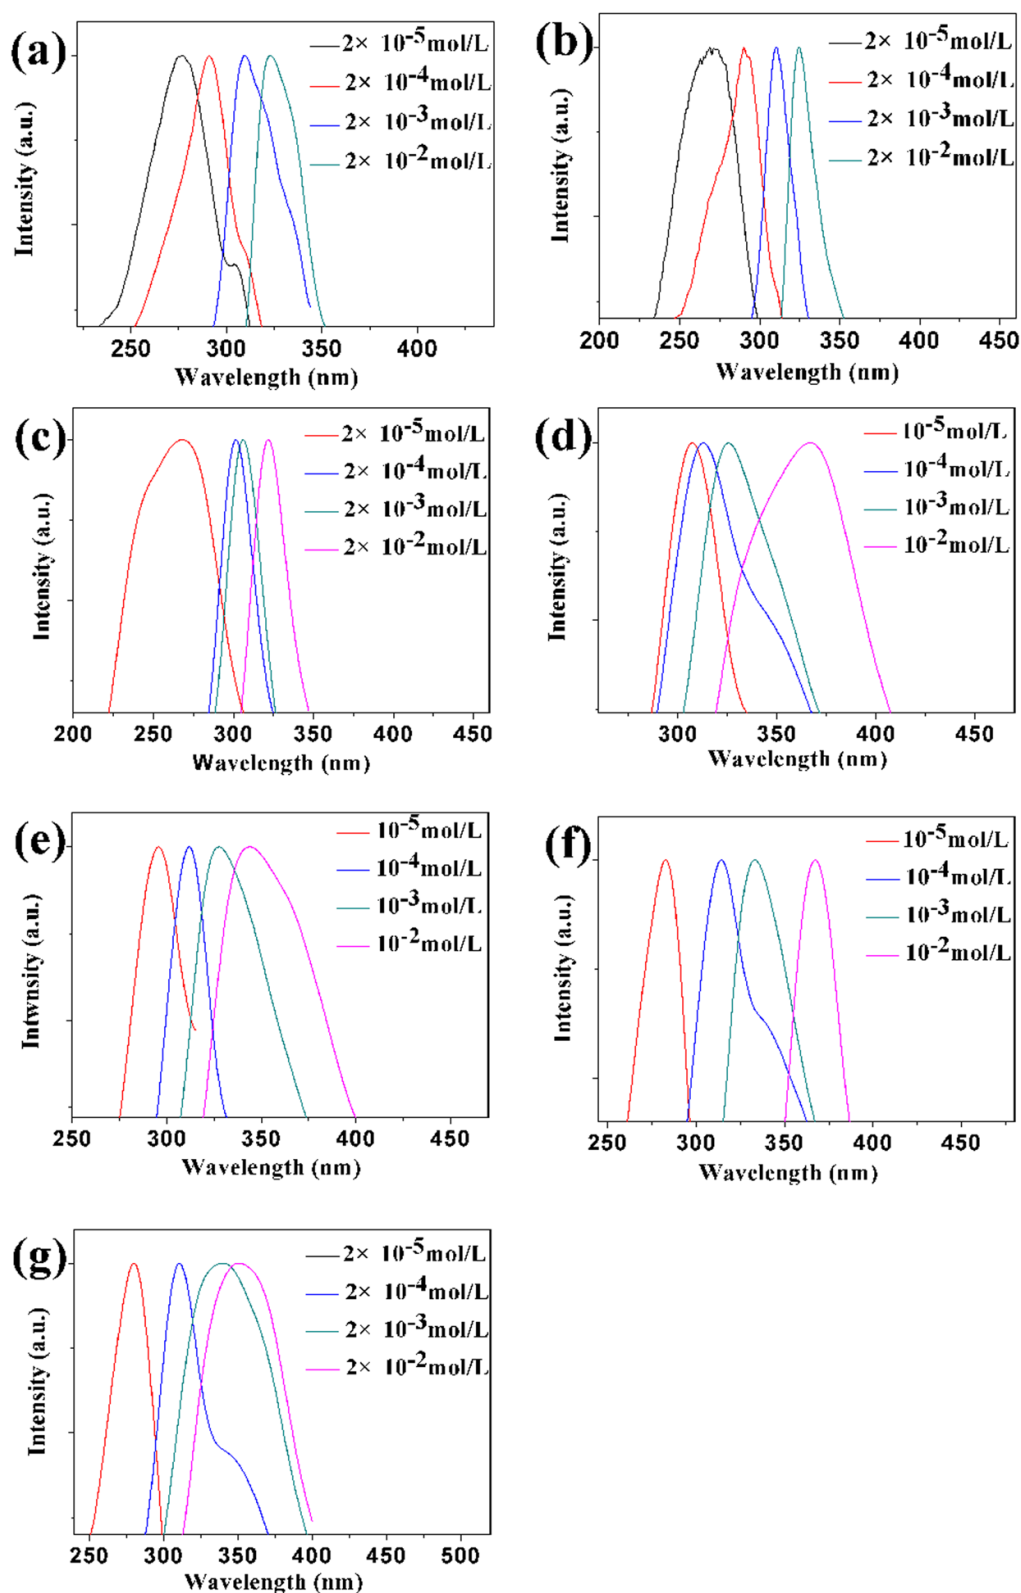 (a)
2× 10-5mol/L
2× 10-4mol/L
2× 10-3mol/L
2× 10-2mol/L
Intensity (a.u.)
250 300 350 400
Wavelength (nm)
(b)
2× 10-5mol/L
2× 10-4mol/L
2× 10-3mol/L
2× 10-2mol/L
Intensity (a.u.)
200 250 300 350 400 450
Wavelength (nm)
(c)
2× 10-5mol/L
2× 10-4mol/L
2× 10-3mol/L
2× 10-2mol/L
Intensity (a.u.)
200 250 300 350 400 450
Wavelength (nm)
(d)
10-5mol/L
10-4mol/L
10-3mol/L
10-2mol/L
Intensity (a.u.)
300 350 400 450
Wavelength (nm)
(e)
10-5mol/L
10-4mol/L
10-3mol/L
10-2mol/L
Intwnsity (a.u.)
250 300 350 400 450
Wavelength (nm)
(f)
10-5mol/L
10-4mol/L
10-3mol/L
10-2mol/L
Intensity (a.u.)
250 300 350 400 450
Wavelength (nm)
(g)
2× 10-5mol/L
2× 10-4mol/L
2× 10-3mol/L
2× 10-2mol/L
Intensity (a.u.)
250 300 350 400 450 500
Wavelength (nm)